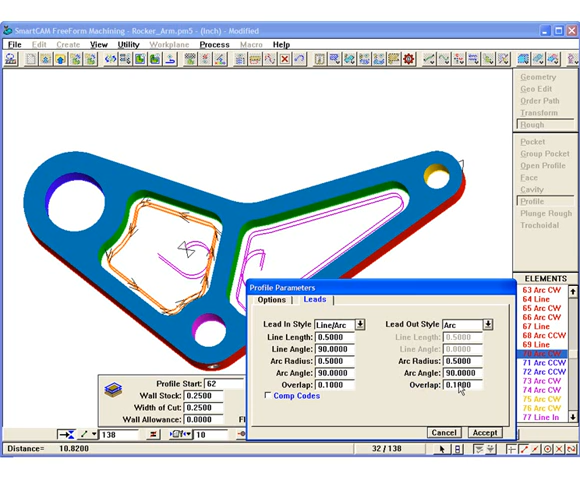 SmartCAM FreeForm Machining - Rocker_Arm.pm5 - (Inch) - Modified
File Edit Create View Utility Workplane Process Macro Help
Geometry
Geo Edit
Order Path
Transform
Rough
Pocket
Group Pocket
Open Profile
Face
Cavity
Profile
Plunge Rough
Trochoidal
ELEMENTS
63 Arc CW
64 Line
65 Arc CW
66 Arc CW
67 Line
68 Arc CCW
69 Line
70 Arc CW
71 Arc CCW
72 Arc CCW
73 Arc CW
74 Arc CW
75 Arc CW
76 Arc CW
77 Line In
Profile Parameters
Options Leads
Lead In Style Line/Arc Lead Out Style Arc
Line Length: 0.5000 Line Length: 0.5000
Line Angle: 90.0000 Line Angle: 90.0000
Arc Radius: 0.5000 Arc Radius: 0.5000
Arc Angle: 90.0000 Arc Angle: 90.0000
Overlap: 0.1000 Overlap: 0.1000
Comp Codes
Cancel Accept
Profile Start: 62
Wall Stock: 0.2500
Width of Cut: 0.2500
Wall Allowance: 0.0000
138 10
Distance= 10.8200 32 / 138